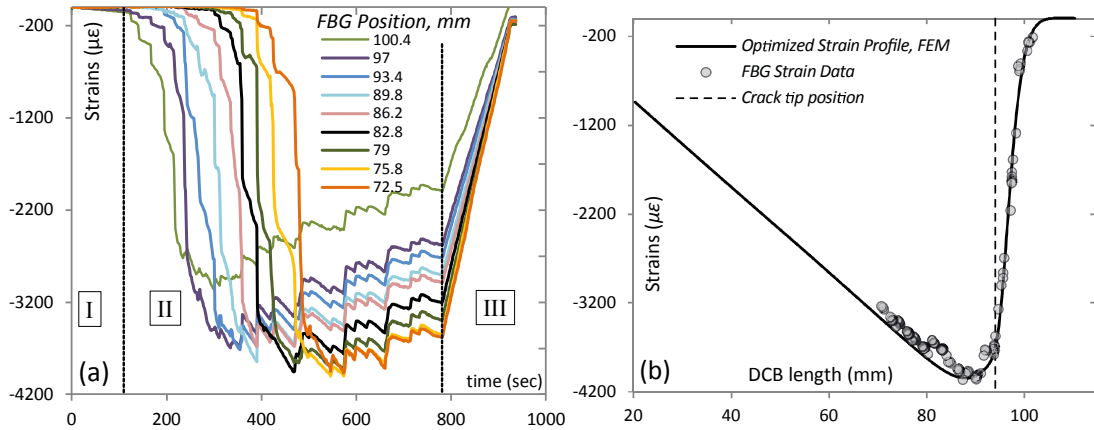 -200
-1200
-2200
-3200
-4200
Strains (µε)
FBG Position, mm
100.4
97
93.4
89.8
86.2
82.8
79
75.8
72.5
I
II
III
(a)
time (sec)
0
200
400
600
800
1000
-200
-1200
-2200
-3200
-4200
Strains (µε)
Optimized Strain Profile, FEM
FBG Strain Data
Crack tip position
(b)
DCB length (mm)
20
40
60
80
100